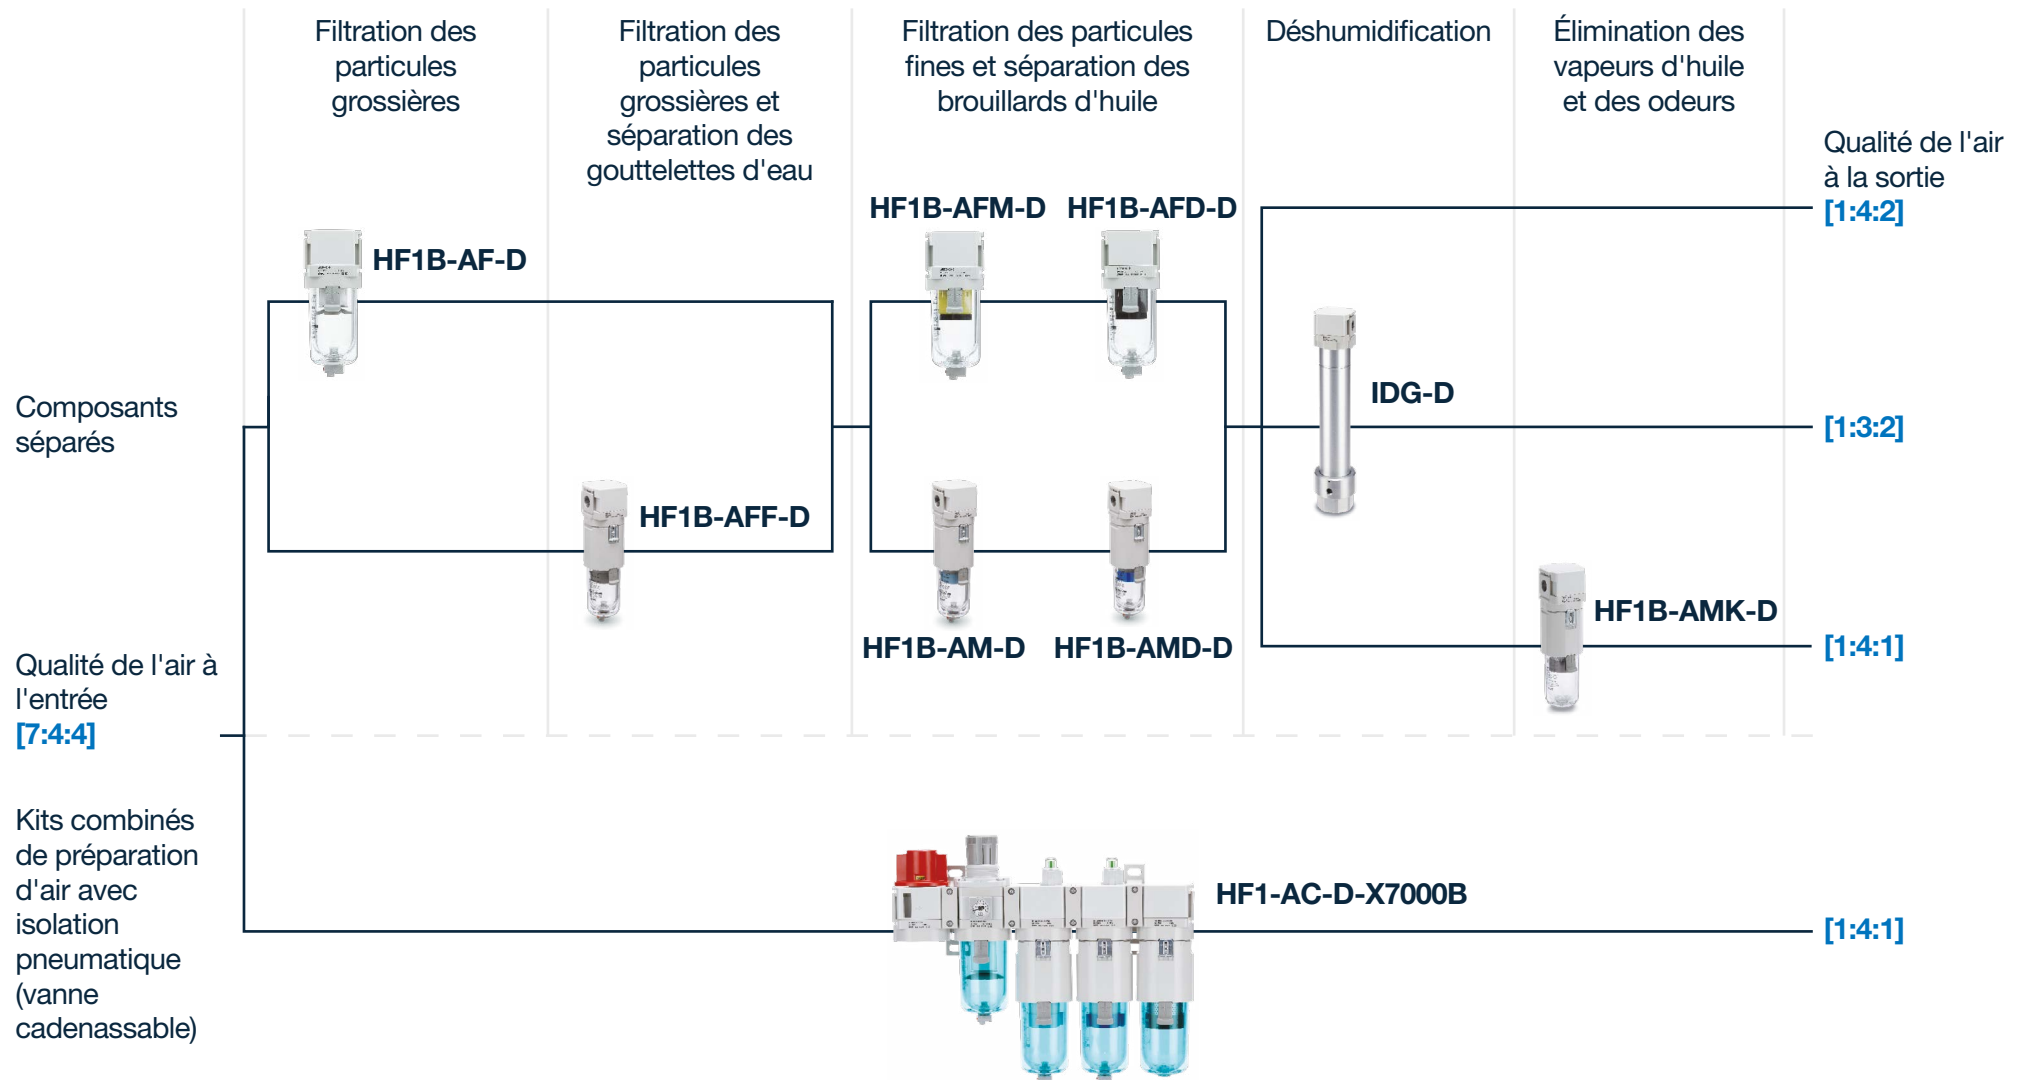 Filtration des
particules
grossières
Filtration des
particules
grossières et
séparation des
gouttelettes d'eau
Filtration des particules
fines et séparation des
brouillards d'huile
Déshumidification
Élimination des
vapeurs d'huile
et des odeurs
Qualité de l'air
à la sortie
[1:4:2]
HF1B-AFM-D
HF1B-AFD-D
HF1B-AF-D
Composants
séparés
IDG-D
[1:3:2]
HF1B-AFF-D
HF1B-AM-D
HF1B-AMD-D
HF1B-AMK-D
[1:4:1]
Qualité de l'air à
l'entrée
[7:4:4]
Kits combinés
de préparation
d'air avec
isolation
pneumatique
(vanne
cadenassable)
HF1-AC-D-X7000B
[1:4:1]